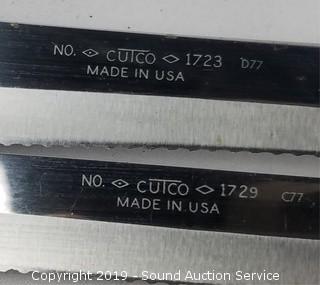 NO. <> CUTCO <> 1723 D77
MADE IN USA
NO. <> CUTCO <> 1729 C77
MADE IN USA
Copyright 2019 - Sound Auction Service